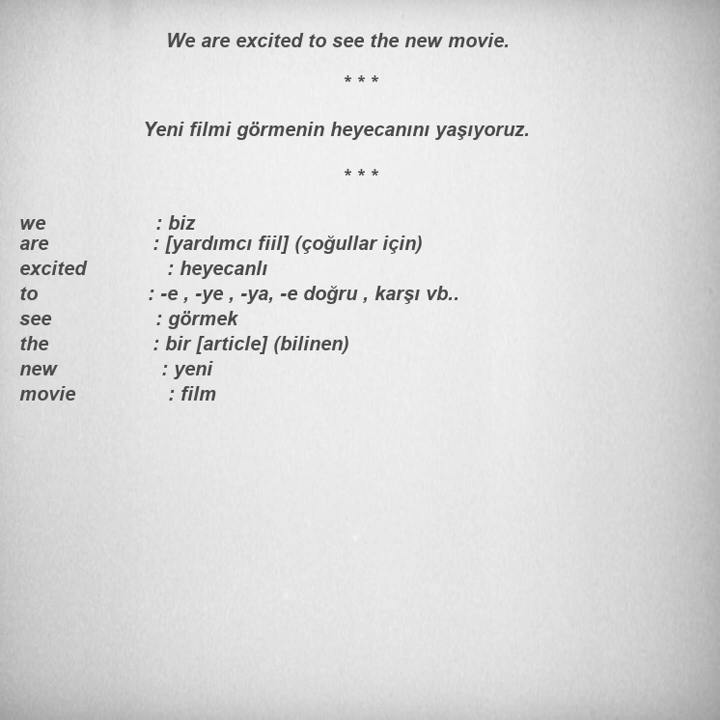 We are excited to see the new movie.
* * *
Yeni filmi görmenin heyecanını yaşıyoruz.
* * *
we : biz
are : [yardımcı fiil] (çoğullar için)
excited : heyecanlı
to : -e , -ye , -ya, -e doğru , karşı vb..
see : görmek
the : bir [article] (bilinen)
new : yeni
movie : film